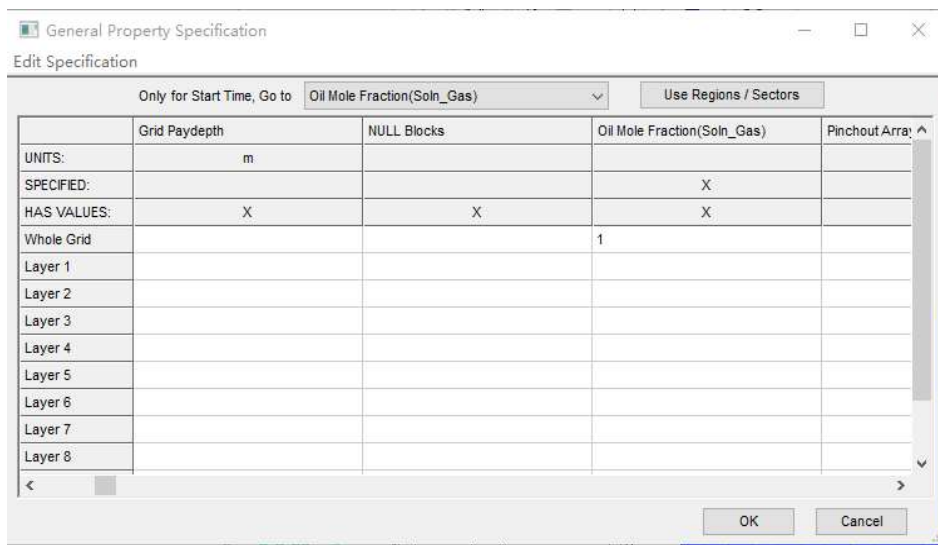 General Property Specification
Edit Specification
Only for Start Time, Go to Oil Mole Fraction(Soln_Gas) Use Regions / Sectors
Grid Paydepth NULL Blocks Oil Mole Fraction(Soln_Gas) Pinchout Array
UNITS: m
SPECIFIED: X
HAS VALUES: X X X
Whole Grid 1
Layer 1
Layer 2
Layer 3
Layer 4
Layer 5
Layer 6
Layer 7
Layer 8
OK Cancel